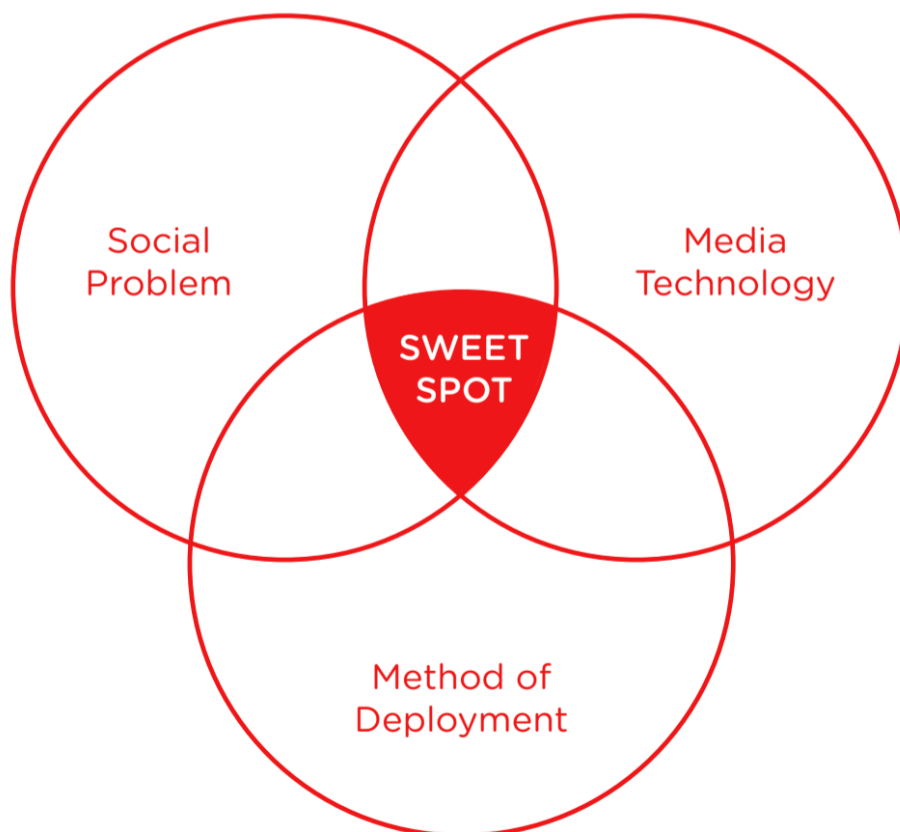 Social
Problem
Media
Technology
SWEET
SPOT
Method of
Deployment